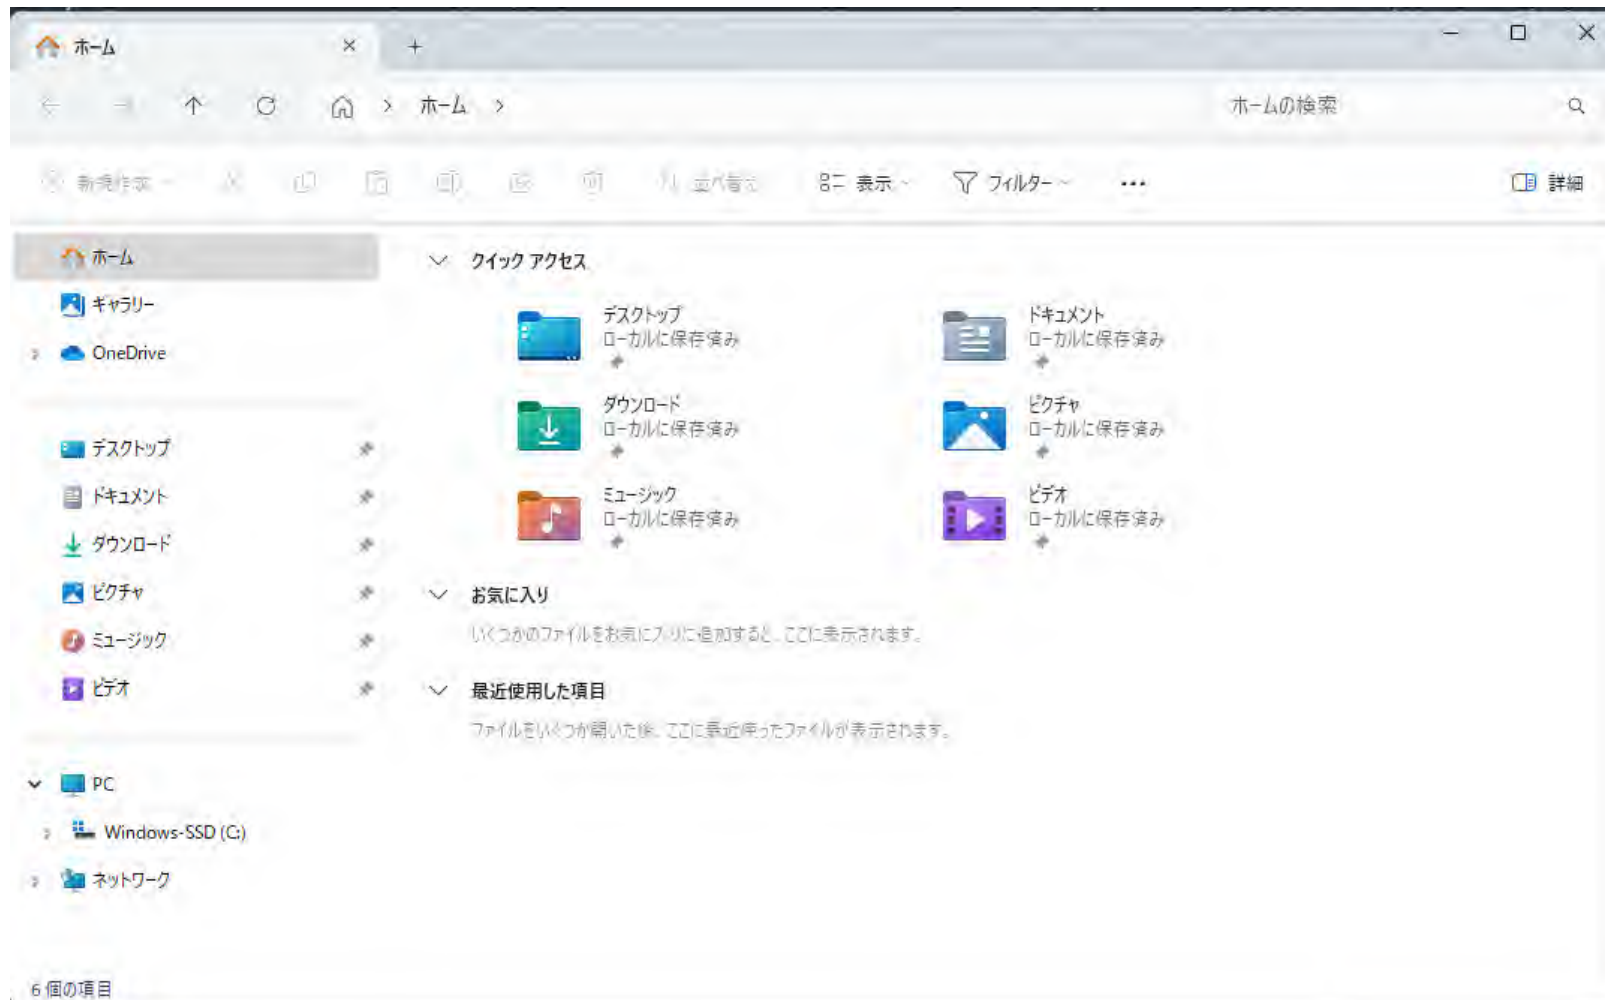 ホーム
ホーム
ホームの検索
新規作成
並べ替え
表示
フィルター
詳細
ホーム
ギャラリー
OneDrive
デスクトップ
ドキュメント
ダウンロード
ピクチャ
ミュージック
ビデオ
PC
Windows-SSD (C:)
ネットワーク
クイック アクセス
デスクトップ
ローカルに保存済み
ドキュメント
ローカルに保存済み
ダウンロード
ローカルに保存済み
ピクチャ
ローカルに保存済み
ミュージック
ローカルに保存済み
ビデオ
ローカルに保存済み
お気に入り
いくつかのファイルをお気に入りに追加すると、ここに表示されます。
最近使用した項目
ファイルをいくつか開いた後、ここに最近使ったファイルが表示されます。
6 個の項目